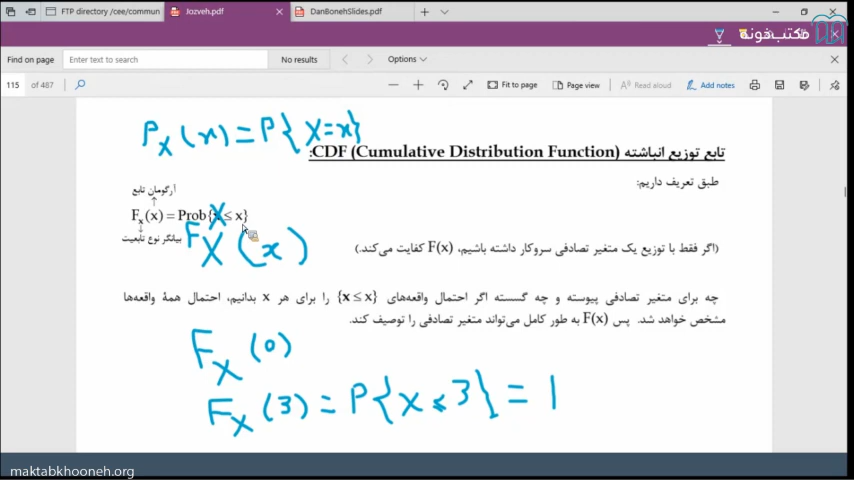 FTP directory /cee/commun
Jozveh.pdf
DanBonehSlides.pdf
مکتب‌خونه
Find on page
Enter text to search
No results
Options
115 of 487
Fit to page
Page view
Read aloud
Add notes
P_X(x) = P{X=x}
تابع توزیع انباشته CDF (Cumulative Distribution Function):
طبق تعریف داریم:
آرگومان تابع
F_x(x) = Prob{X ≤ x}
بیانگر نوع تابعیت
F_X(x)
اگر فقط با توزیع یک متغیر تصادفی سروکار داشته باشیم، F(x) کفایت می‌کند.)
چه برای متغیر تصادفی پیوسته و چه گسسته اگر احتمال واقعه‌های {x ≤ x} را برای هر x بدانیم، احتمال همهٔ واقعه‌ها
مشخص خواهد شد. پس F(x) به طور کامل می‌تواند متغیر تصادفی را توصیف کند.
F_X(0)
F_X(3) = P{X ≤ 3} = 1
maktabkhooneh.org